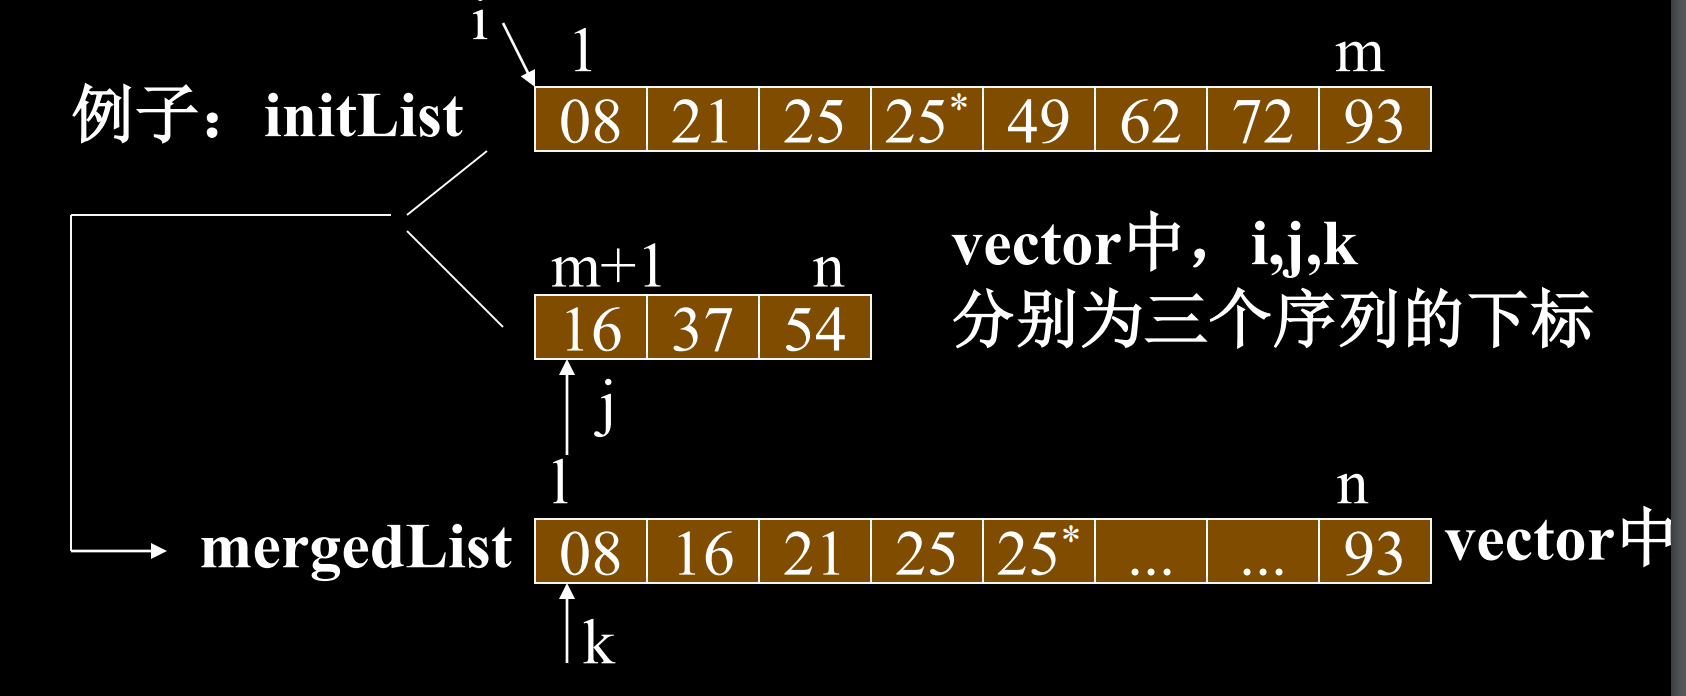 i
l m
例子：initList 08 21 25 25* 49 62 72 93
vector中，i,j,k
m+1 n
分别为三个序列的下标
16 37 54
j
l n
mergedList 08 16 21 25 25* ... ... 93 vector中
k